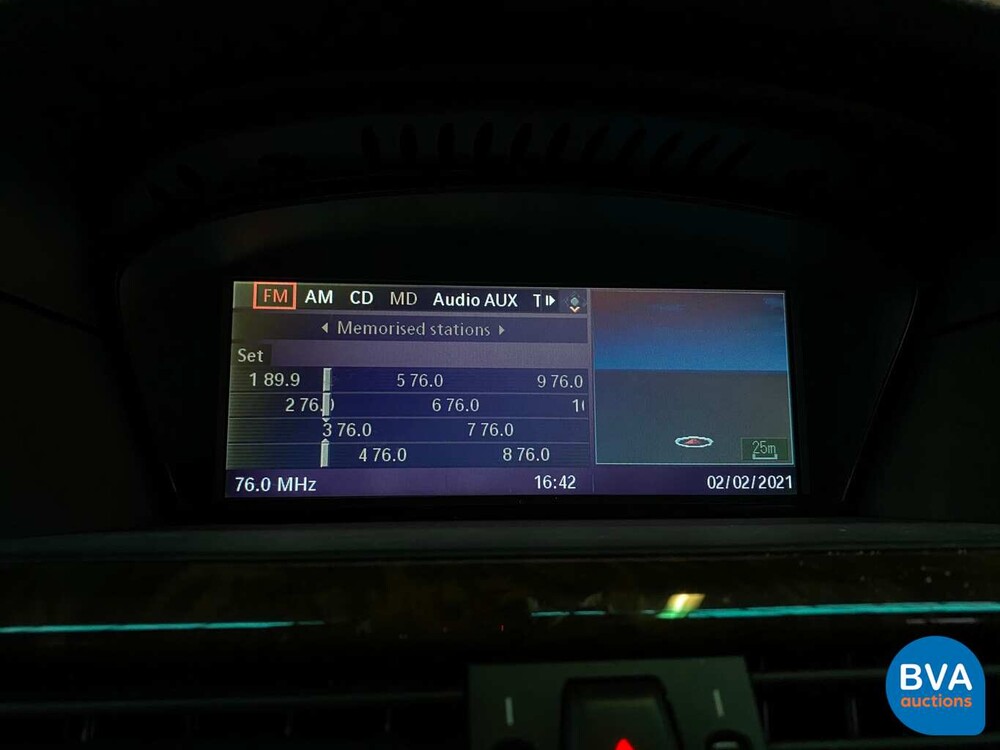 FM AM CD MD Audio AUX T
Memorised stations
Set
1 89.9 5 76.0 9 76.0
2 76.0 6 76.0
3 76.0 7 76.0
4 76.0 8 76.0
25m
76.0 MHz 16:42 02/02/2021
BVA
auctions